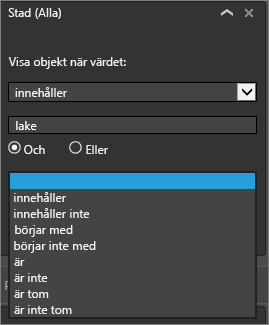 Stad (Alla)
Visa objekt när värdet:
innehåller
lake
Och Eller
innehåller
innehåller inte
börjar med
börjar inte med
är
är inte
är tom
är inte tom